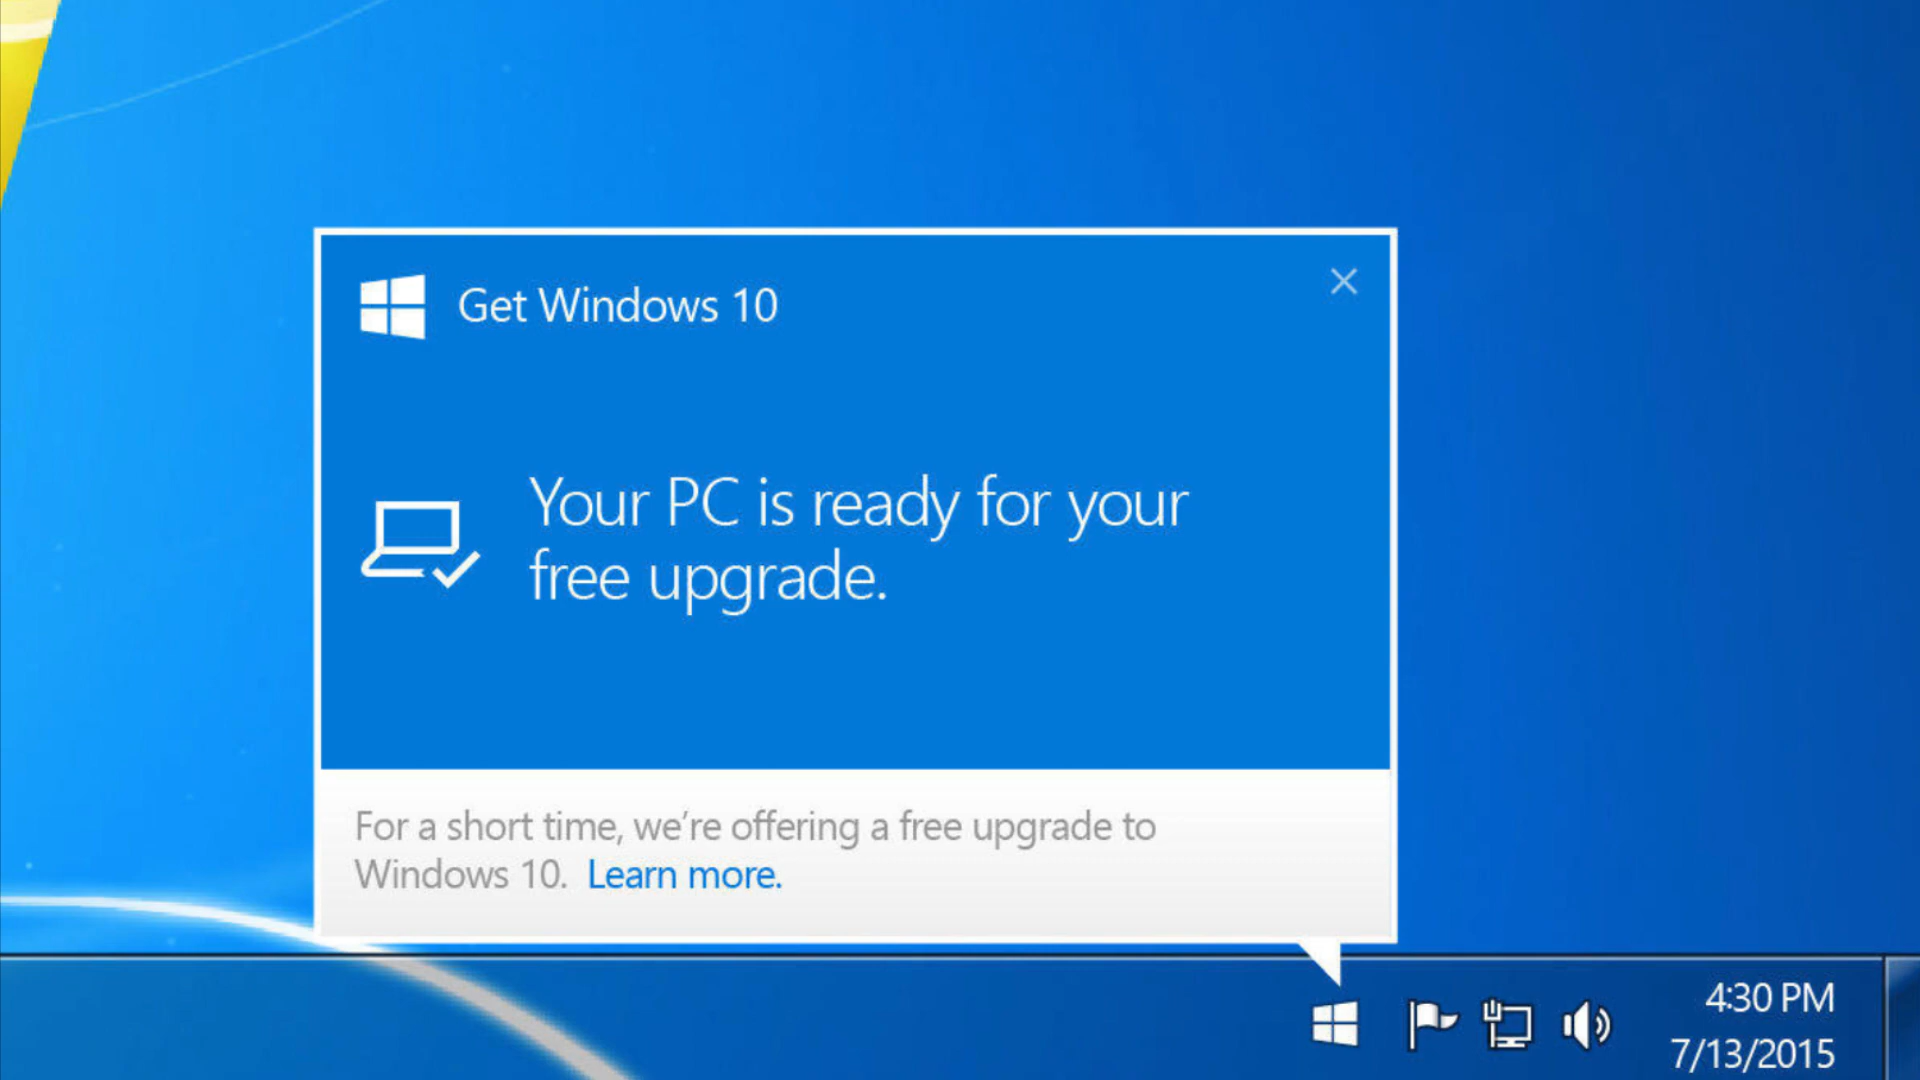 Get Windows 10
Your PC is ready for your
free upgrade.
For a short time, we're offering a free upgrade to
Windows 10. Learn more.
4:30 PM
7/13/2015